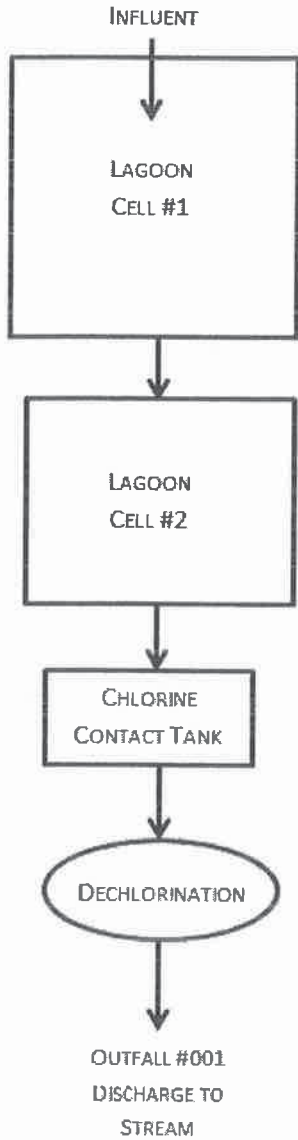 INFLUENT
LAGOON
CELL #1
LAGOON
CELL #2
CHLORINE
CONTACT TANK
DECHLORINATION
OUTFALL #001
DISCHARGE TO
STREAM